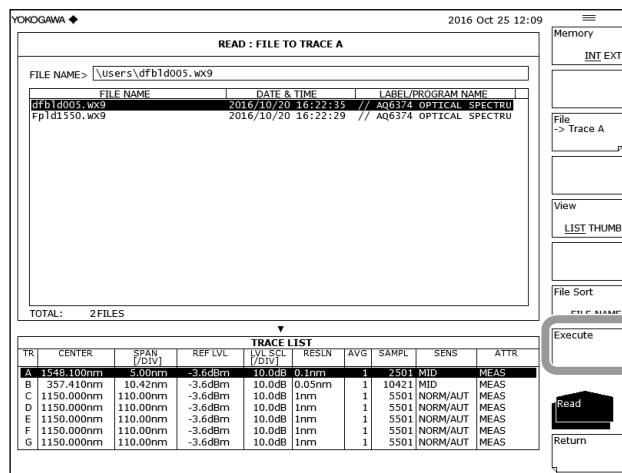 YOKOGAWA ◆ 2016 Oct 25 12:09
READ : FILE TO TRACE A
FILE NAME> \Users\dfbld005.WX9
FILE NAME DATE & TIME LABEL/PROGRAM NAME
dfbld005.WX9 2016/10/20 16:22:35 // AQ6374 OPTICAL SPECTRU
Fpld1550.WX9 2016/10/20 16:22:29 // AQ6374 OPTICAL SPECTRU
TOTAL: 2FILES
▼
TRACE LIST
TR CENTER SPAN [/DIV] REF LVL LVL SCL [/DIV] RESLN AVG SAMPL SENS ATTR
A 1548.100nm 5.00nm -3.6dBm 10.0dB 0.1nm 1 2501 MID MEAS
B 357.410nm 10.42nm -3.6dBm 10.0dB 0.05nm 1 10421 MID MEAS
C 1150.000nm 110.00nm -3.6dBm 10.0dB 1nm 1 5501 NORM/AUT MEAS
D 1150.000nm 110.00nm -3.6dBm 10.0dB 1nm 1 5501 NORM/AUT MEAS
E 1150.000nm 110.00nm -3.6dBm 10.0dB 1nm 1 5501 NORM/AUT MEAS
F 1150.000nm 110.00nm -3.6dBm 10.0dB 1nm 1 5501 NORM/AUT MEAS
G 1150.000nm 110.00nm -3.6dBm 10.0dB 1nm 1 5501 NORM/AUT MEAS
Memory
INT EXT
File
-> Trace A
View
LIST THUMB
File Sort
FILE NAME
Execute
Read
Return